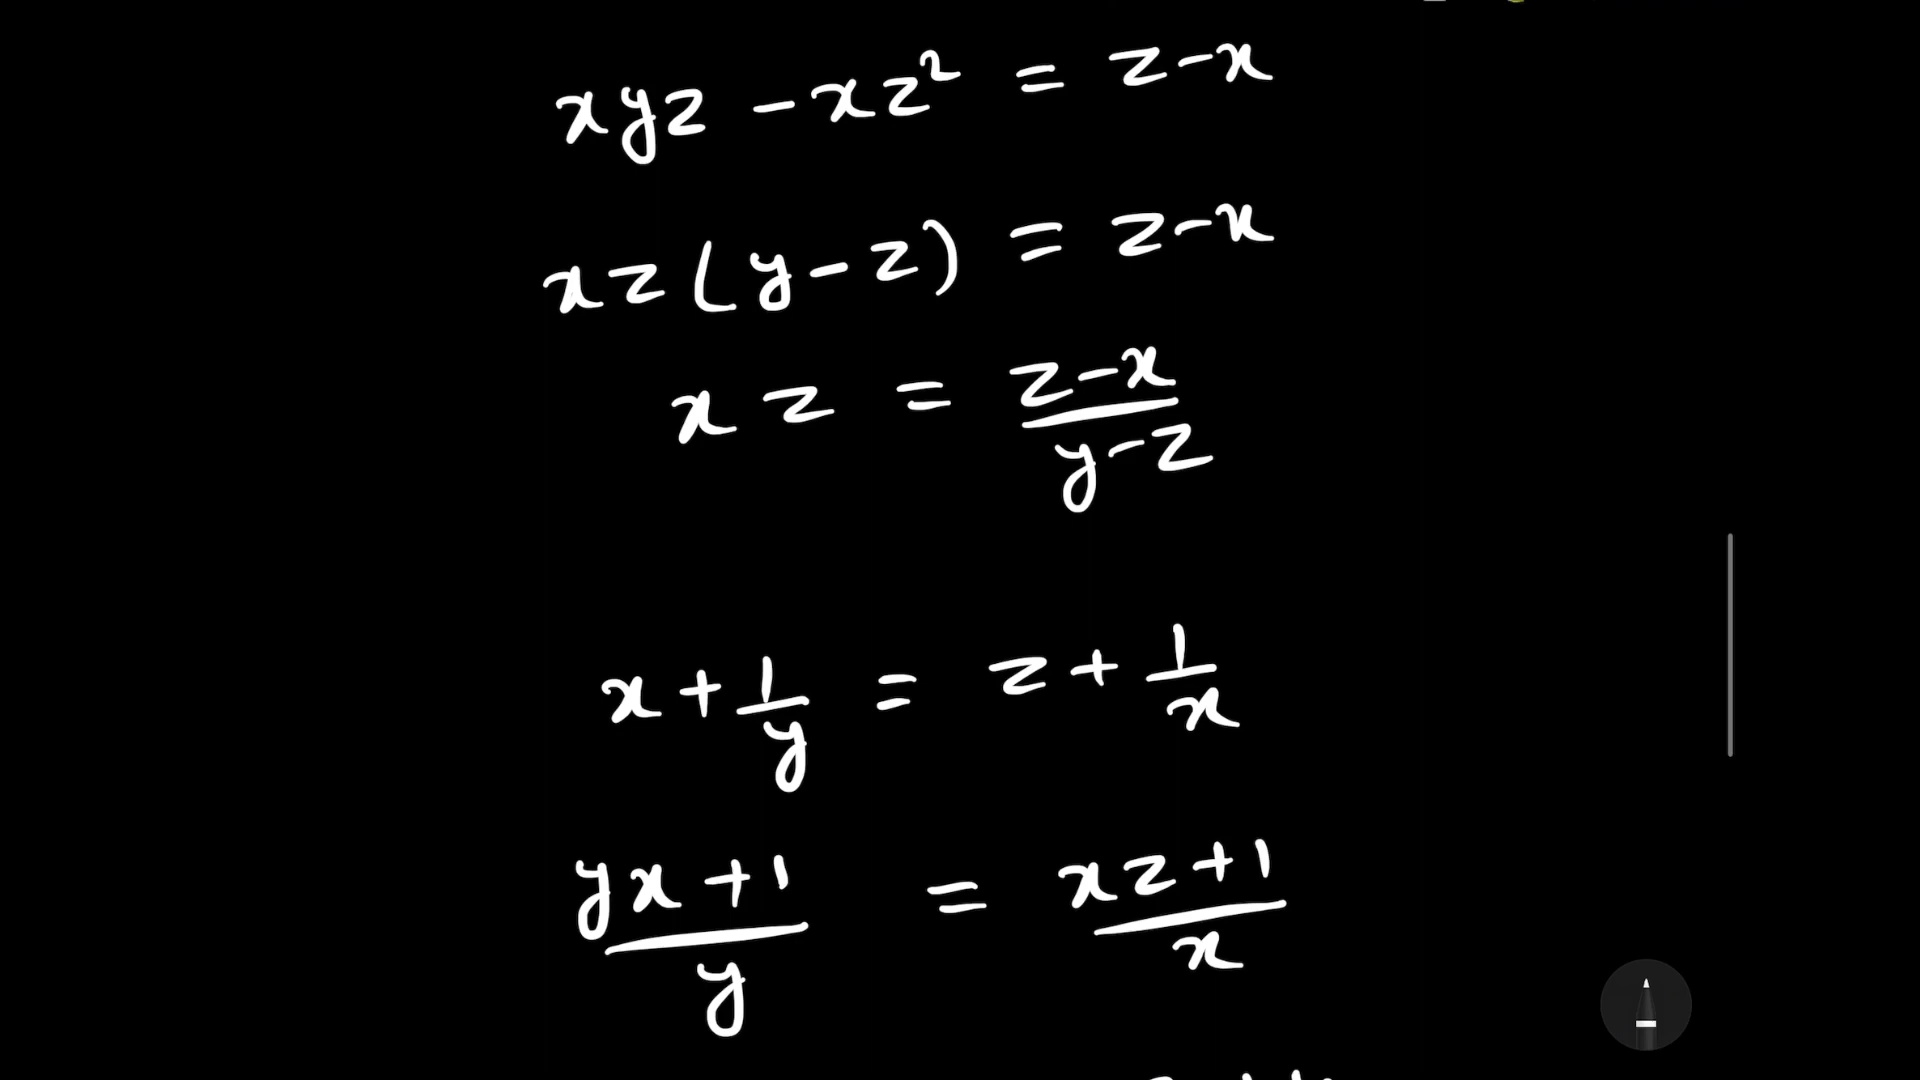 xyz - xz² = z-x
xz(y-z) = z-x
xz = z-x / y-z
x + 1/y = z + 1/x
yx+1 / y = xz+1 / x